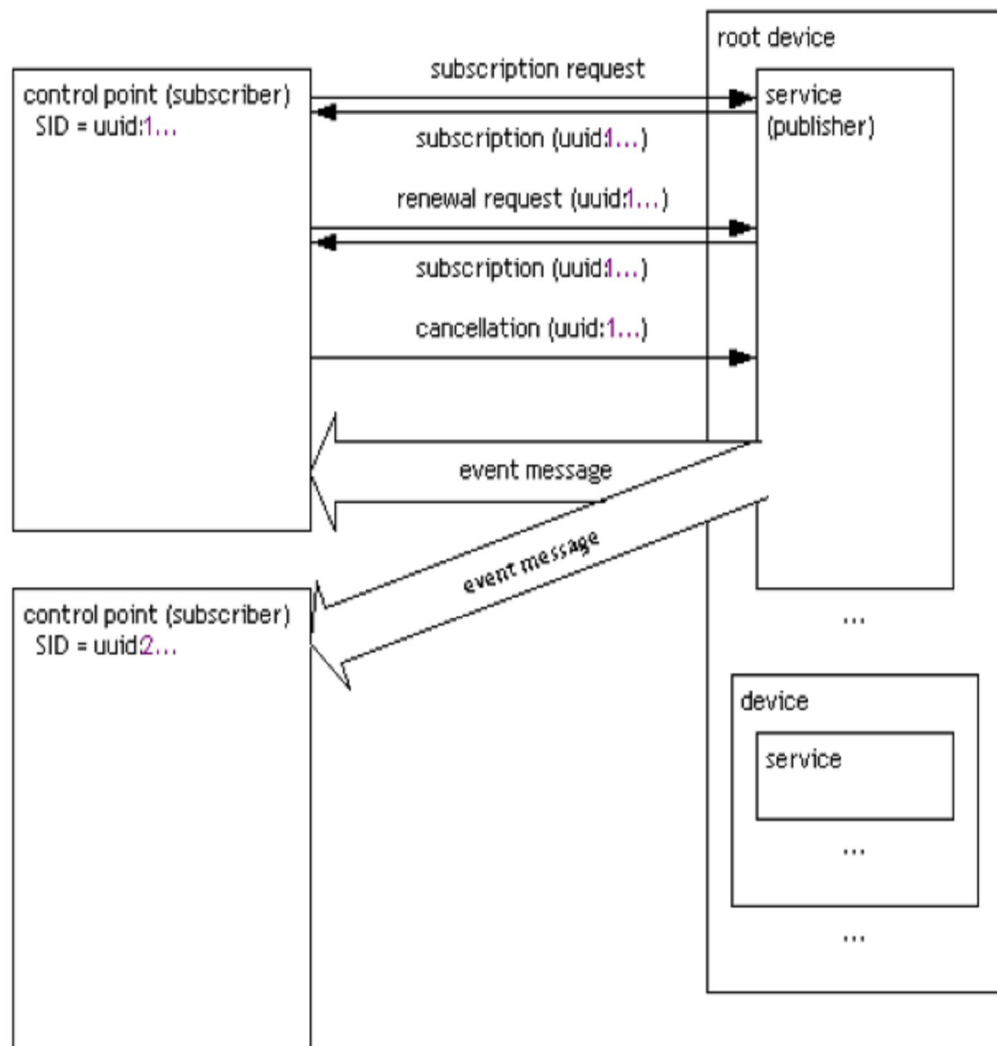 root device
subscription request
control point (subscriber)
SID = uuid:1...
service
(publisher)
subscription (uuid:1...)
renewal request (uuid:1...)
subscription (uuid:1...)
cancellation (uuid:1...)
event message
event message
control point (subscriber)
SID = uuid:2...
...
device
service
...
...